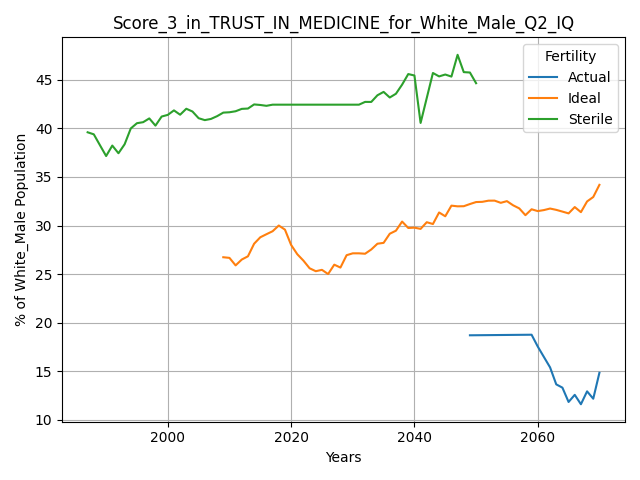 Score_3_in_TRUST_IN_MEDICINE_for_White_Male_Q2_IQ
Fertility
Actual
Ideal
Sterile
% of White_Male Population
45
40
35
30
25
20
15
10
2000
2020
2040
2060
Years